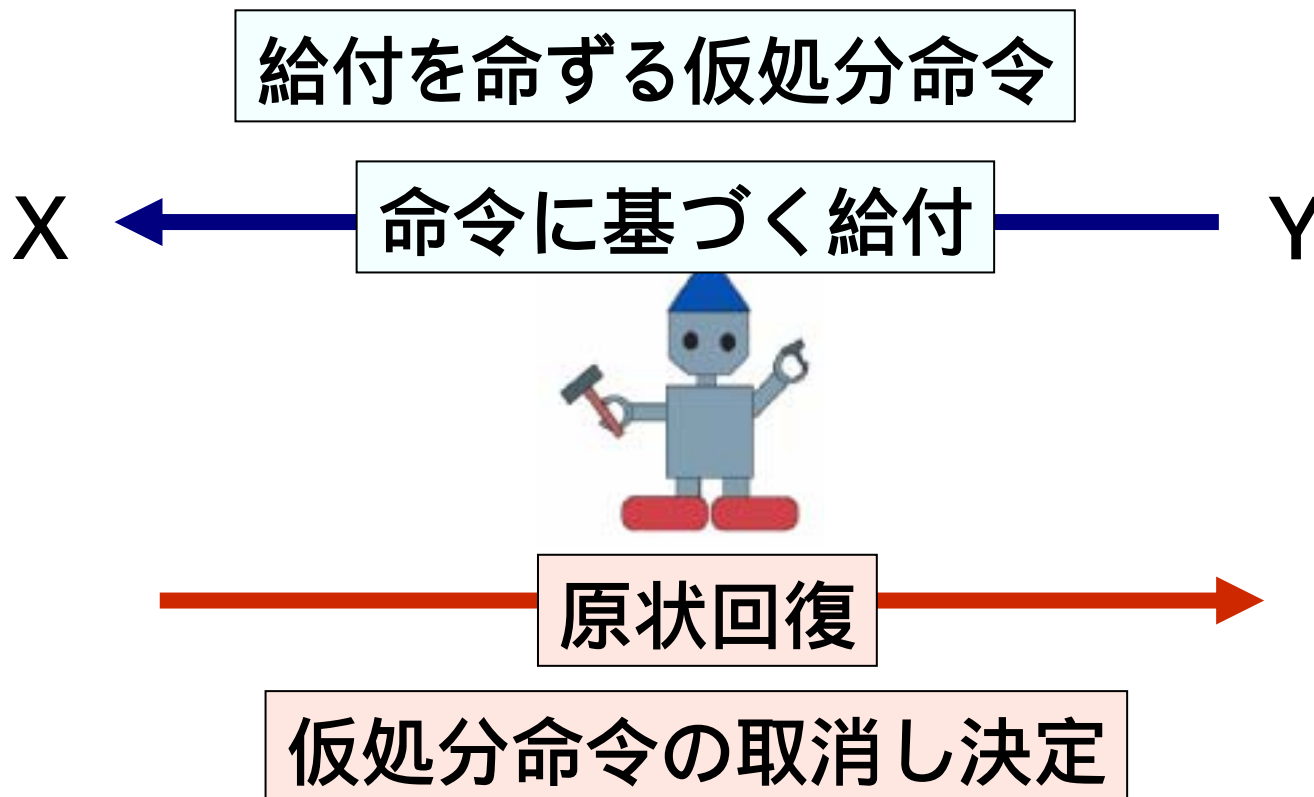 給付を命ずる仮処分命令
X
命令に基づく給付
Y
原状回復
仮処分命令の取消し決定